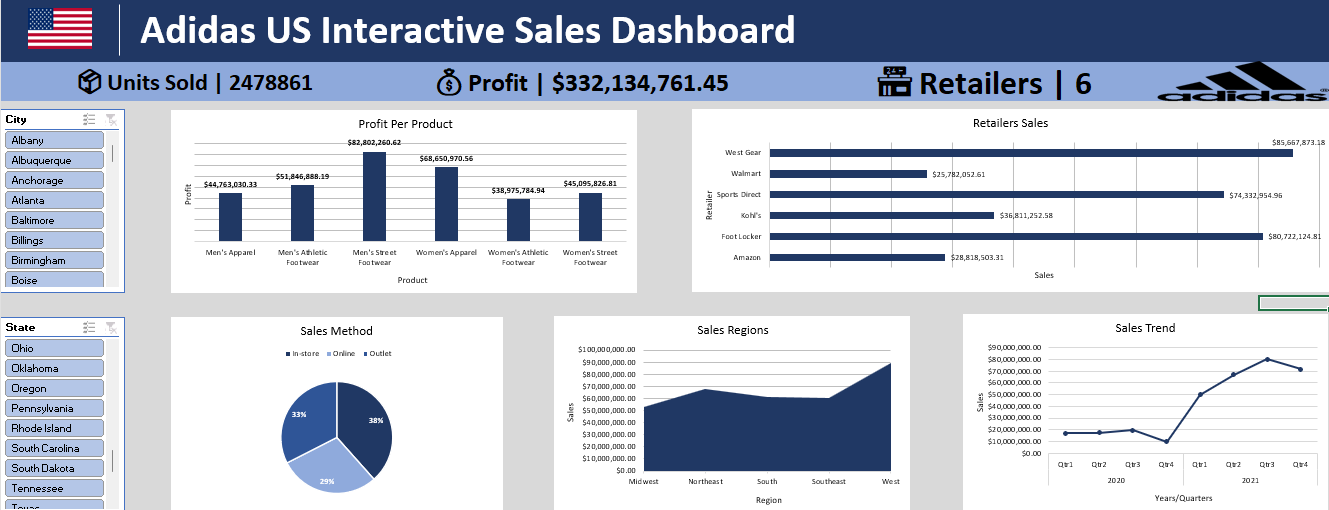 Adidas US Interactive Sales Dashboard
Units Sold | 2478861
Profit | $332,134,761.45
24*7
Retailers | 6
adidas
City
Albany
Albuquerque
Anchorage
Atlanta
Baltimore
Billings
Birmingham
Boise
Profit Per Product
Profit
$44,763,030.33
$51,846,888.19
$82,802,260.62
$68,650,970.56
$38,975,784.94
$45,095,826.81
Men's Apparel
Men's Athletic
Footwear
Men's Street
Footwear
Women's Apparel
Women's Athletic
Footwear
Women's Street
Footwear
Product
Retailers Sales
Retailer
West Gear
$85,667,873.18
Walmart
$25,782,052.61
Sports Direct
$74,332,954.96
Kohl's
$36,811,252.58
Foot Locker
$80,722,124.81
Amazon
$28,818,503.31
Sales
State
Ohio
Oklahoma
Oregon
Pennsylvania
Rhode Island
South Carolina
South Dakota
Tennessee
Texas
Sales Method
In-store
Online
Outlet
33%
38%
29%
Sales Regions
Sales
$100,000,000.00
$90,000,000.00
$80,000,000.00
$70,000,000.00
$60,000,000.00
$50,000,000.00
$40,000,000.00
$30,000,000.00
$20,000,000.00
$10,000,000.00
$0.00
Midwest
Northeast
South
Southeast
West
Region
Sales Trend
Sales
$90,000,000.00
$80,000,000.00
$70,000,000.00
$60,000,000.00
$50,000,000.00
$40,000,000.00
$30,000,000.00
$20,000,000.00
$10,000,000.00
$0.00
Qtr1 Qtr2 Qtr3 Qtr4 Qtr1 Qtr2 Qtr3 Qtr4
2020 2021
Years/Quarters